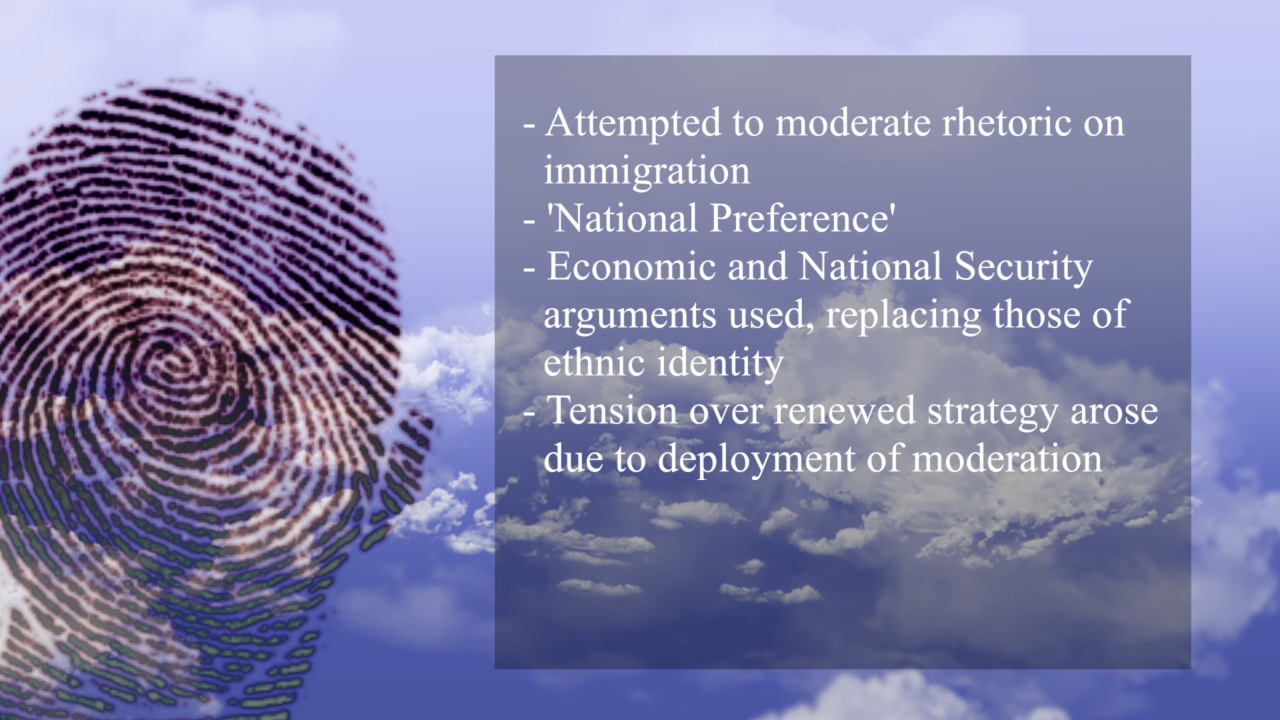 - Attempted to moderate rhetoric on
immigration
- 'National Preference'
- Economic and National Security
arguments used, replacing those of
ethnic identity
- Tension over renewed strategy arose
due to deployment of moderation